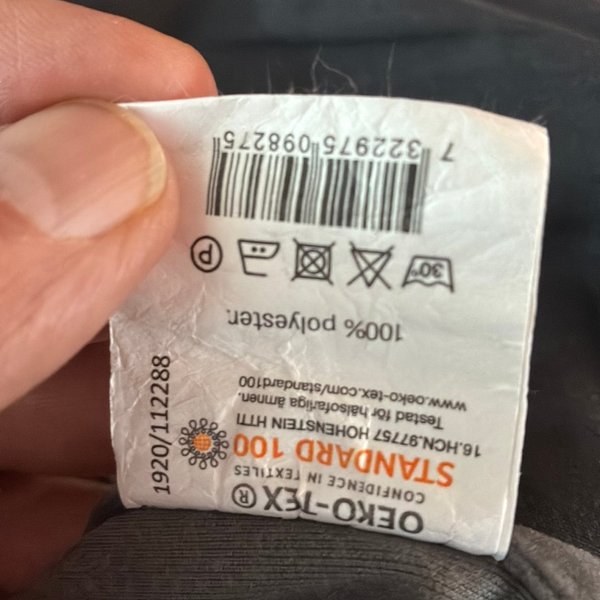 OEKO-TEX®
CONFIDENCE IN TEXTILES
STANDARD 100
16.HCN.97757 HOHENSTEIN HTTI
Testad för hälsofarliga ämnen.
www.oeko-tex.com/standard100
1920/112288
100% polyester.
30° P
7 322975 098275